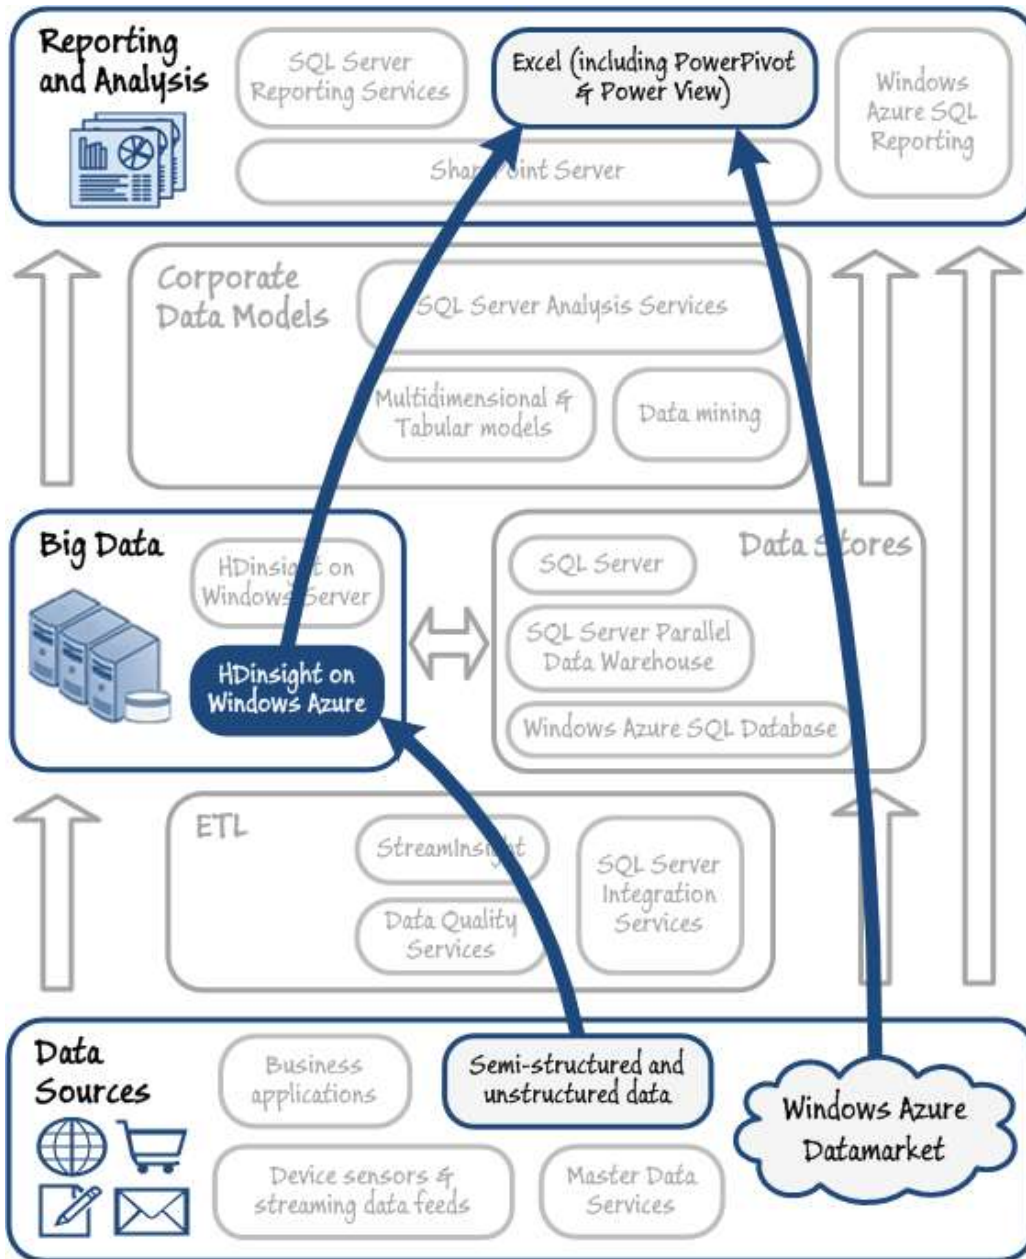 Reporting
and Analysis
SQL Server
Reporting Services
Excel (including PowerPivot
& Power View)
Windows
Azure SQL
Reporting
SharePoint Server
Corporate
Data Models
SQL Server Analysis Services
Multidimensional &
Tabular models
Data mining
Big Data
HDinsight on
Windows Server
HDinsight on
Windows Azure
Data Stores
SQL Server
SQL Server Parallel
Data Warehouse
Windows Azure SQL Database
ETL
StreamInsight
Data Quality
Services
SQL Server
Integration
Services
Data
Sources
Business
applications
Semi-structured and
unstructured data
Windows Azure
Datamarket
Device sensors &
streaming data feeds
Master Data
Services